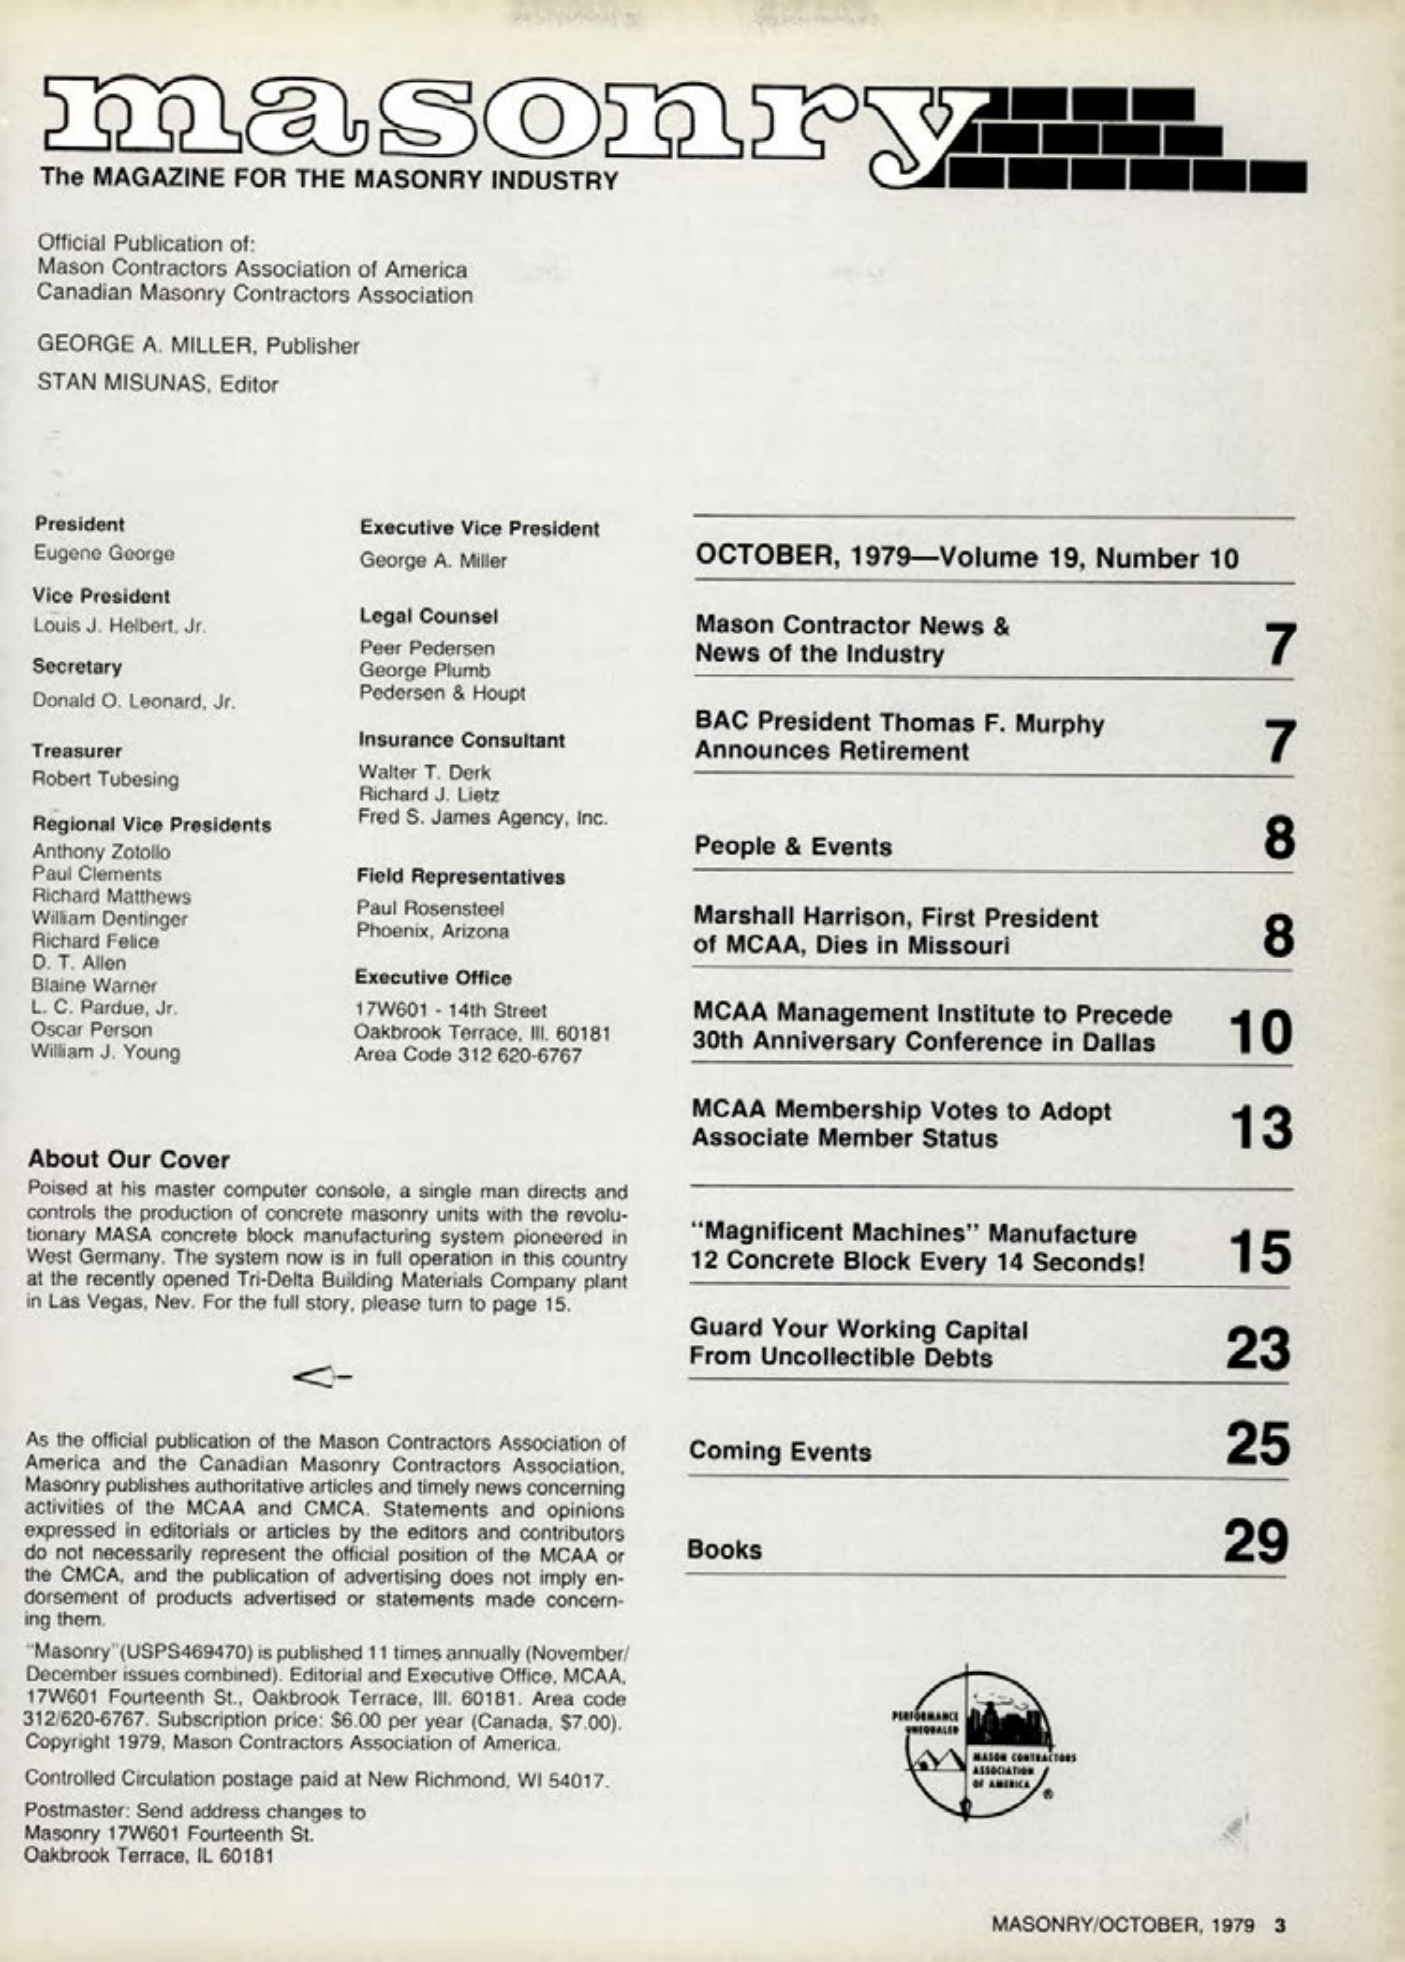 masonry
The MAGAZINE FOR THE MASONRY INDUSTRY
Official Publication of:
Mason Contractors Association of America
Canadian Masonry Contractors Association
GEORGE A. MILLER, Publisher
STAN MISUNAS, Editor
President
Eugene George
Vice President
Louis J. Helbert, Jr.
Secretary
Donald O. Leonard, Jr.
Treasurer
Robert Tubesing
Regional Vice Presidents
Anthony Zotollo
Paul Clements
Richard Matthews
William Dentinger
Richard Felice
D. T. Allen
Blaine Warner
L. C. Pardue, Jr.
Oscar Person
William J. Young
Executive Vice President
George A. Miller
Legal Counsel
Peer Pedersen
George Plumb
Pedersen & Houpt
Insurance Consultant
Walter T. Derk
Richard J. Lietz
Fred S. James Agency, Inc.
Field Representatives
Paul Rosensteel
Phoenix, Arizona
Executive Office
17W601 - 14th Street
Oakbrook Terrace, Ill. 60181
Area Code 312 620-6767
About Our Cover
Poised at his master computer console, a single man directs and
controls the production of concrete masonry units with the revolu-
tionary MASA concrete block manufacturing system pioneered in
West Germany. The system now is in full operation in this country
at the recently opened Tri-Delta Building Materials Company plant
in Las Vegas, Nev. For the full story, please turn to page 15.
As the official publication of the Mason Contractors Association of
America and the Canadian Masonry Contractors Association,
Masonry publishes authoritative articles and timely news concerning
activities of the MCAA and CMCA. Statements and opinions
expressed in editorials or articles by the editors and contributors
do not necessarily represent the official position of the MCAA or
the CMCA, and the publication of advertising does not imply en-
dorsement of products advertised or statements made concern-
ing them.
"Masonry"(USPS469470) is published 11 times annually (November/
December issues combined). Editorial and Executive Office, MCAA,
17W601 Fourteenth St., Oakbrook Terrace, Ill. 60181. Area code
312/620-6767. Subscription price: $6.00 per year (Canada, $7.00).
Copyright 1979, Mason Contractors Association of America.
Controlled Circulation postage paid at New Richmond, WI 54017.
Postmaster: Send address changes to
Masonry 17W601 Fourteenth St.
Oakbrook Terrace, IL 60181
OCTOBER, 1979—Volume 19, Number 10
Mason Contractor News &
News of the Industry 7
BAC President Thomas F. Murphy
Announces Retirement 7
People & Events 8
Marshall Harrison, First President
of MCAA, Dies in Missouri 8
MCAA Management Institute to Precede
30th Anniversary Conference in Dallas 10
MCAA Membership Votes to Adopt
Associate Member Status 13
"Magnificent Machines" Manufacture
12 Concrete Block Every 14 Seconds! 15
Guard Your Working Capital
From Uncollectible Debts 23
Coming Events 25
Books 29
PERFORMANCE
UNEQUALED
MASON CONTRACTORS
ASSOCIATION
OF AMERICA
®
MASONRY/OCTOBER, 1979 3